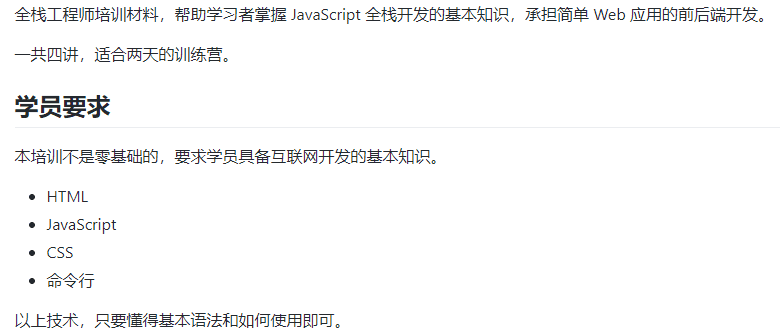 全栈工程师培训材料，帮助学习者掌握 JavaScript 全栈开发的基本知识，承担简单 Web 应用的前后端开发。
一共四讲，适合两天的训练营。
学员要求
本培训不是零基础的，要求学员具备互联网开发的基本知识。
• HTML
• JavaScript
• CSS
• 命令行
以上技术，只要懂得基本语法和如何使用即可。